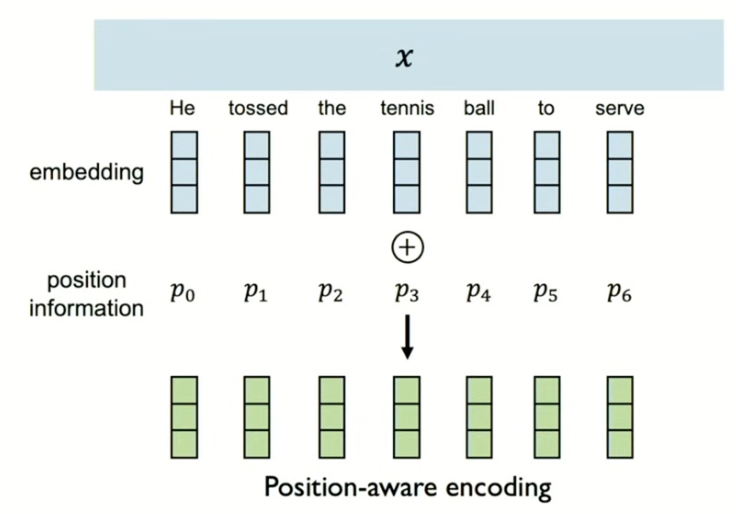 x
He tossed the tennis ball to serve
embedding
+
position
information
p₀ p₁ p₂ p₃ p₄ p₅ p₆
Position-aware encoding